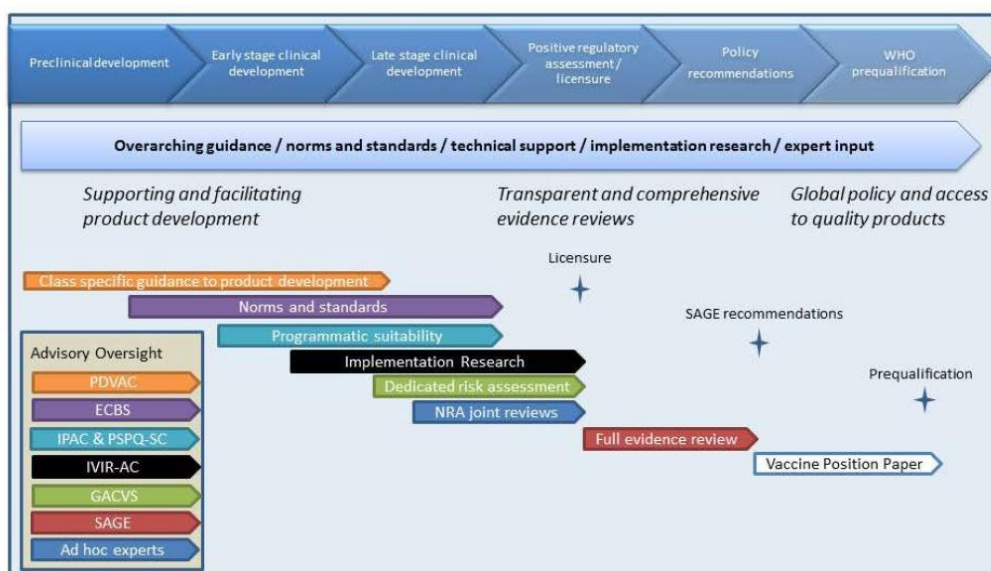 Preclinical development
Early stage clinical
development
Late stage clinical
development
Positive regulatory
assessment /
licensure
Policy
recommendations
WHO
prequalification
Overarching guidance / norms and standards / technical support / implementation research / expert input
Supporting and facilitating
product development
Transparent and comprehensive
evidence reviews
Global policy and access
to quality products
Licensure
Class specific guidance to product development
Norms and standards
SAGE recommendations
Programmatic suitability
Advisory Oversight
Implementation Research
Prequalification
PDVAC
Dedicated risk assessment
ECBS
NRA joint reviews
IPAC & PSPQ-SC
Full evidence review
IVIR-AC
Vaccine Position Paper
GACVS
SAGE
Ad hoc experts